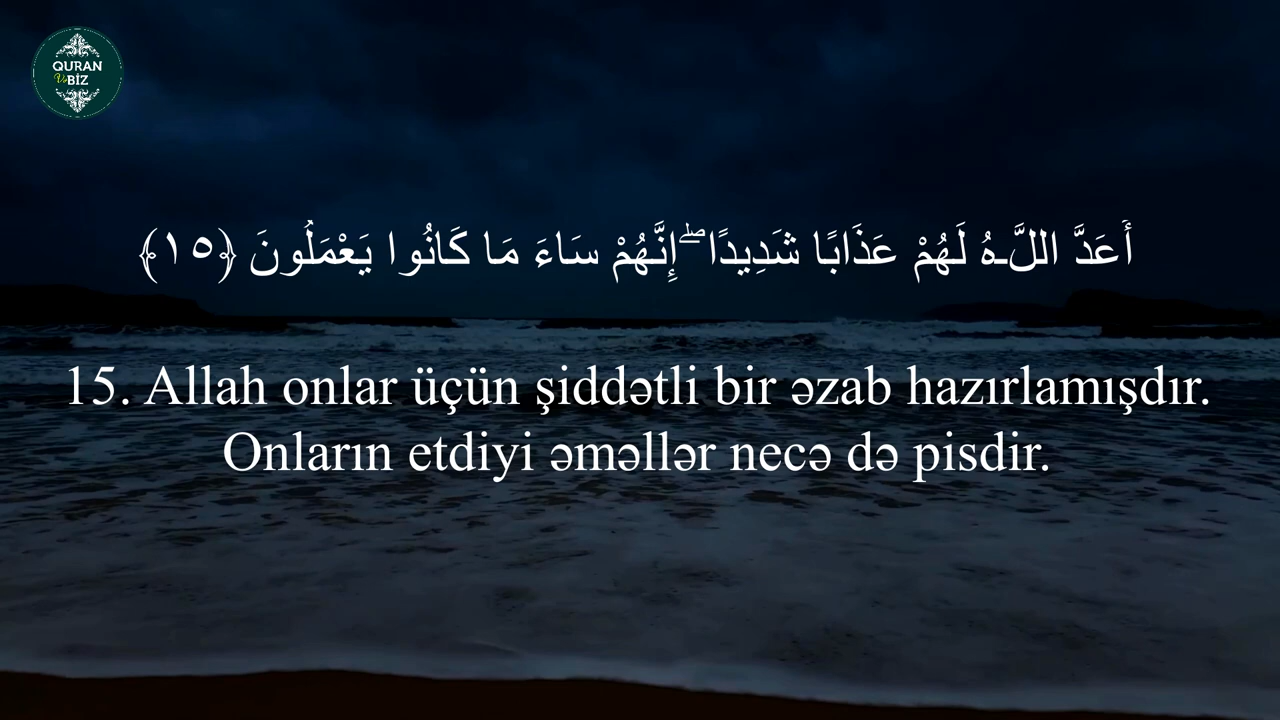 QURAN
Və BİZ
أَعَدَّ اللَّـهُ لَهُمْ عَذَابًا شَدِيدًا ۖ إِنَّهُمْ سَاءَ مَا كَانُوا يَعْمَلُونَ ﴿١٥﴾
15. Allah onlar üçün şiddətli bir əzab hazırlamışdır.
Onların etdiyi əməllər necə də pisdir.